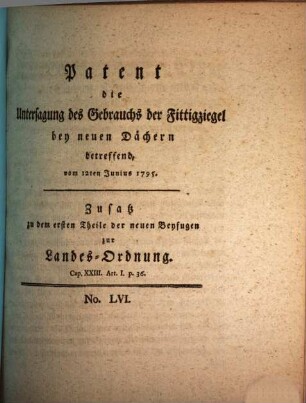 Patent
die
Untersagung des Gebrauchs der Fittigziegel
bey neuen Dächern
betreffend,
vom 12ten Junius 1795.
Zusatz
zu dem ersten Theile der neuen Beyfugen
zur
Landes-Ordnung.
Cap. XXIII. Art. I. p. 36.
No. LVI.